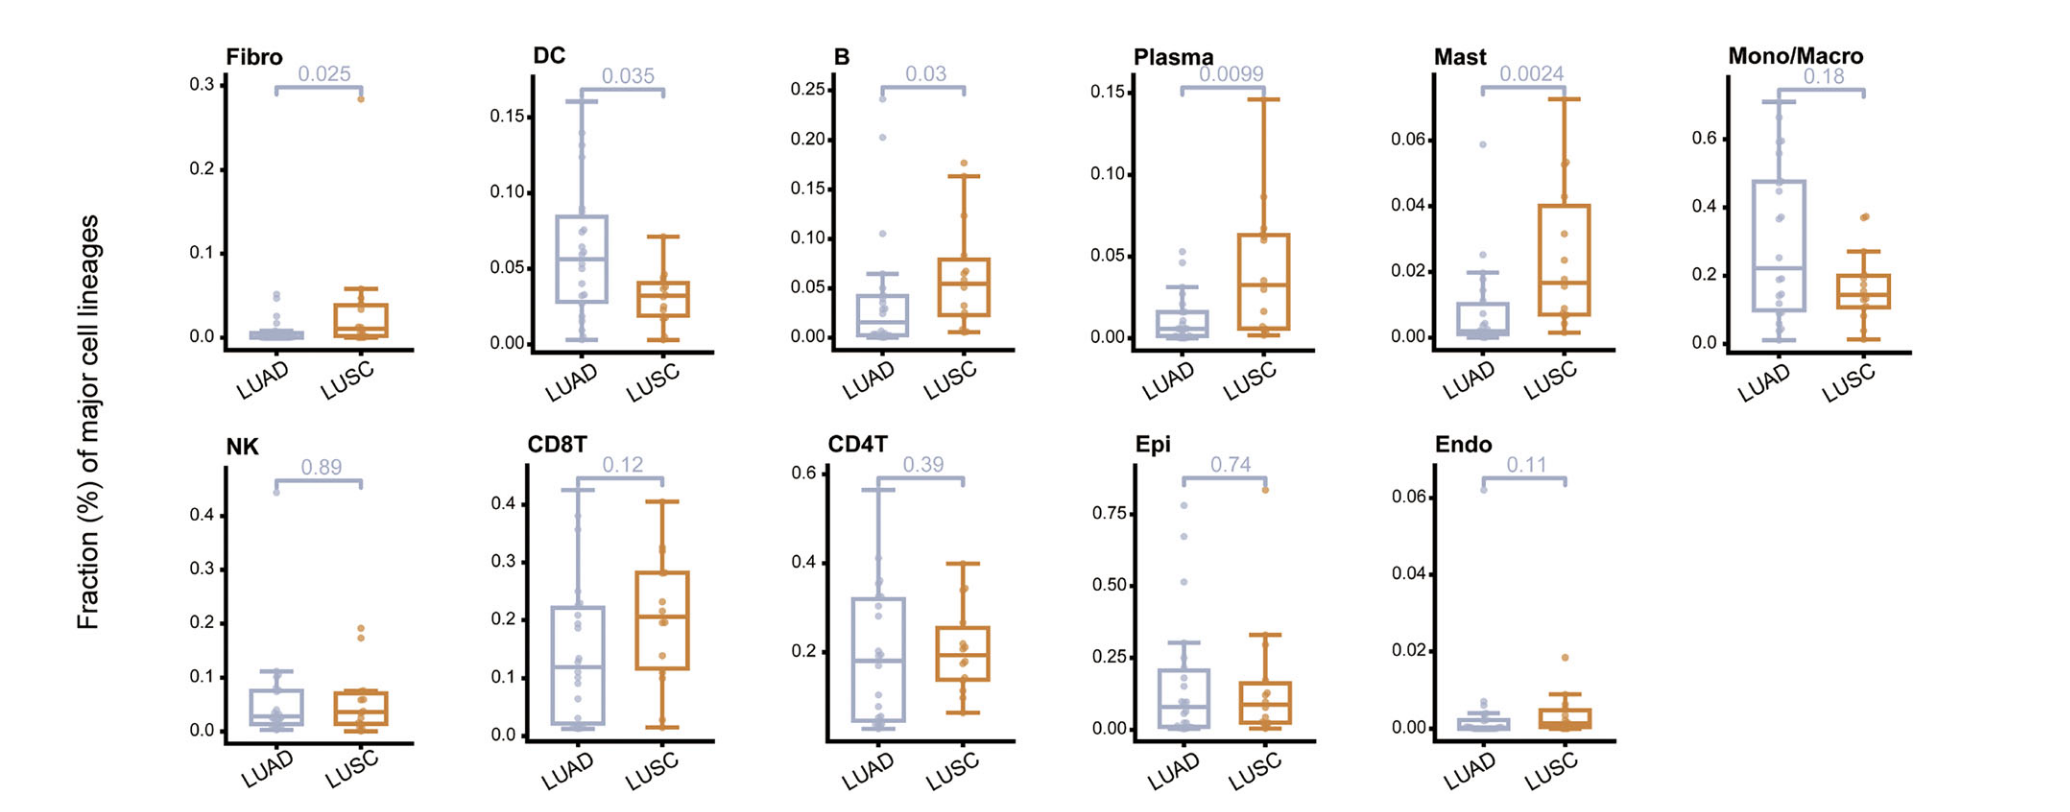 Fraction (%) of major cell lineages
Fibro
0.025
0.3
0.2
0.1
0.0
LUAD LUSC
DC
0.035
0.15
0.10
0.05
0.00
LUAD LUSC
B
0.03
0.25
0.20
0.15
0.10
0.05
0.00
LUAD LUSC
Plasma
0.0099
0.15
0.10
0.05
0.00
LUAD LUSC
Mast
0.0024
0.06
0.04
0.02
0.00
LUAD LUSC
Mono/Macro
0.18
0.6
0.4
0.2
0.0
LUAD LUSC
NK
0.89
0.4
0.3
0.2
0.1
0.0
LUAD LUSC
CD8T
0.12
0.4
0.3
0.2
0.1
0.0
LUAD LUSC
CD4T
0.39
0.6
0.4
0.2
LUAD LUSC
Epi
0.74
0.75
0.50
0.25
0.00
LUAD LUSC
Endo
0.11
0.06
0.04
0.02
0.00
LUAD LUSC